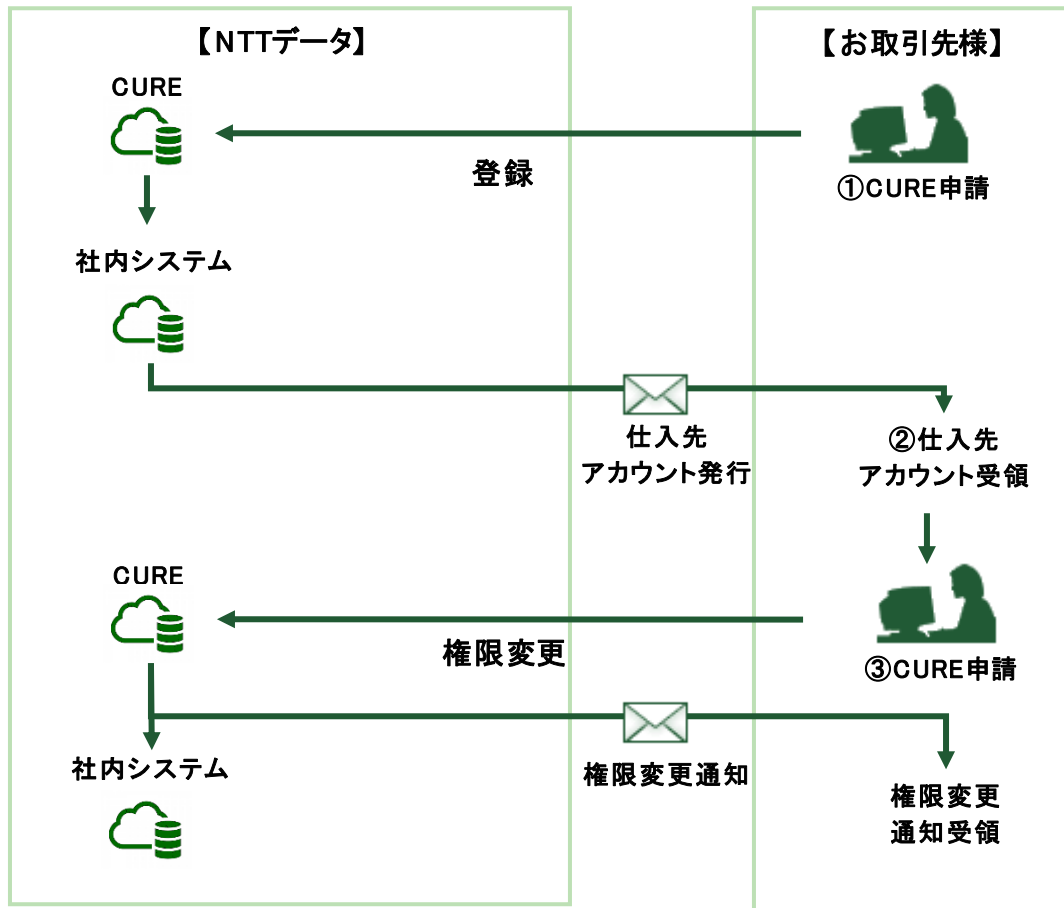 【NTTデータ】
【お取引先様】
CURE
登録
①CURE申請
社内システム
仕入先
アカウント発行
②仕入先
アカウント受領
CURE
権限変更
③CURE申請
社内システム
権限変更通知
権限変更
通知受領